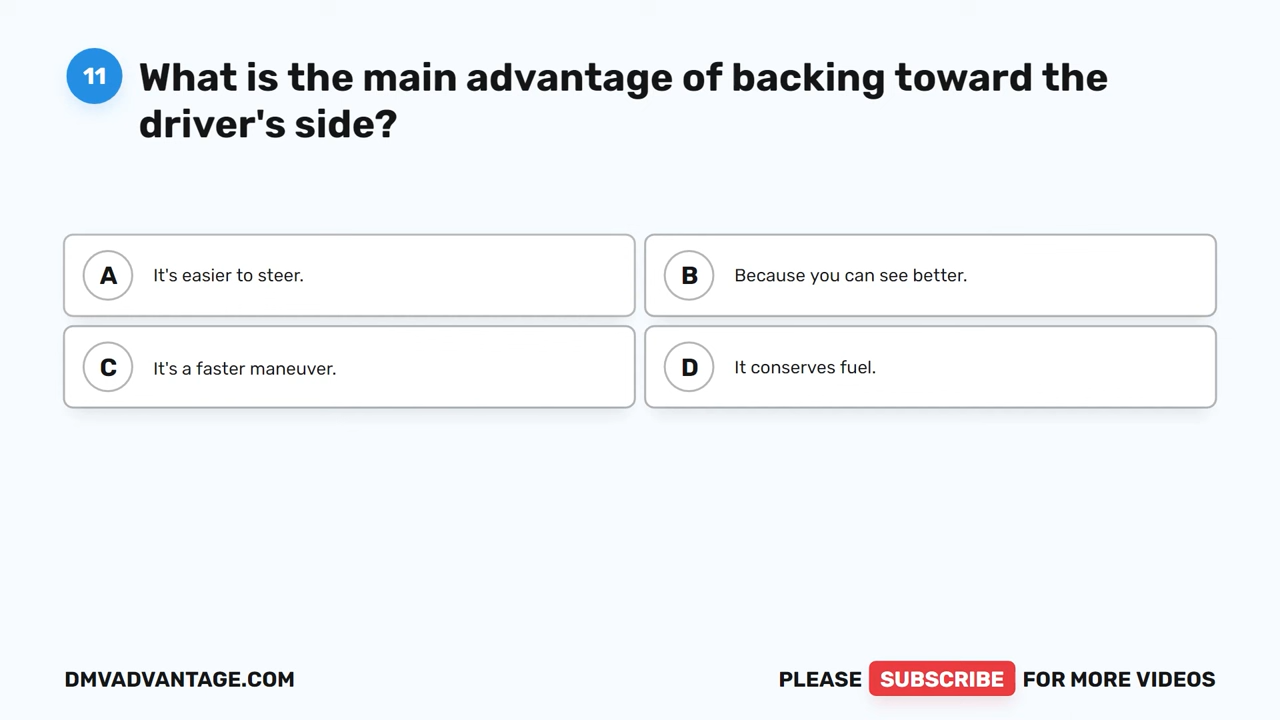 11
What is the main advantage of backing toward the
driver's side?
A It's easier to steer.
B Because you can see better.
C It's a faster maneuver.
D It conserves fuel.
DMVADVANTAGE.COM
PLEASE SUBSCRIBE FOR MORE VIDEOS